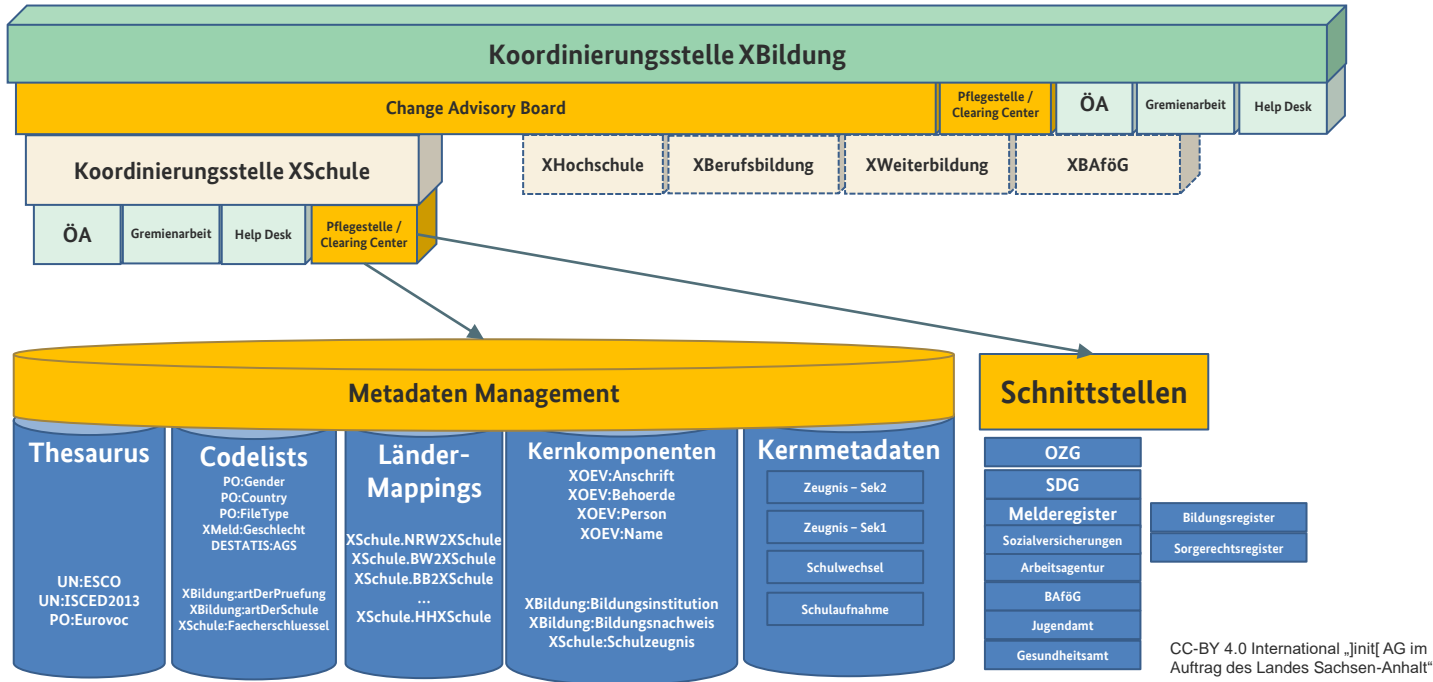 Koordinierungsstelle XBildung
Change Advisory Board
Pflegestelle /
Clearing Center
ÖA
Gremienarbeit
Help Desk
Koordinierungsstelle XSchule
XHochschule
XBerufsbildung
XWeiterbildung
XBAföG
ÖA
Gremienarbeit
Help Desk
Pflegestelle /
Clearing Center
Metadaten Management
Schnittstellen
Thesaurus
UN:ESCO
UN:ISCED2013
PO:Eurovoc
Codelists
PO:Gender
PO:Country
PO:FileType
XMeld:Geschlecht
DESTATIS:AGS
XBildung:artDerPruefung
XBildung:artDerSchule
XSchule:Faecherschluessel
Länder-
Mappings
XSchule.NRW2XSchule
XSchule.BW2XSchule
XSchule.BB2XSchule
...
XSchule.HHXSchule
Kernkomponenten
XOEV:Anschrift
XOEV:Behoerde
XOEV:Person
XOEV:Name
XBildung:Bildungsinstitution
XBildung:Bildungsnachweis
XSchule:Schulzeugnis
Kernmetadaten
Zeugnis – Sek2
Zeugnis – Sek1
Schulwechsel
Schulaufnahme
OZG
SDG
Melderegister
Sozialversicherungen
Arbeitsagentur
BAföG
Jugendamt
Gesundheitsamt
Bildungsregister
Sorgerechtsregister
CC-BY 4.0 International „]init[ AG im
Auftrag des Landes Sachsen-Anhalt“